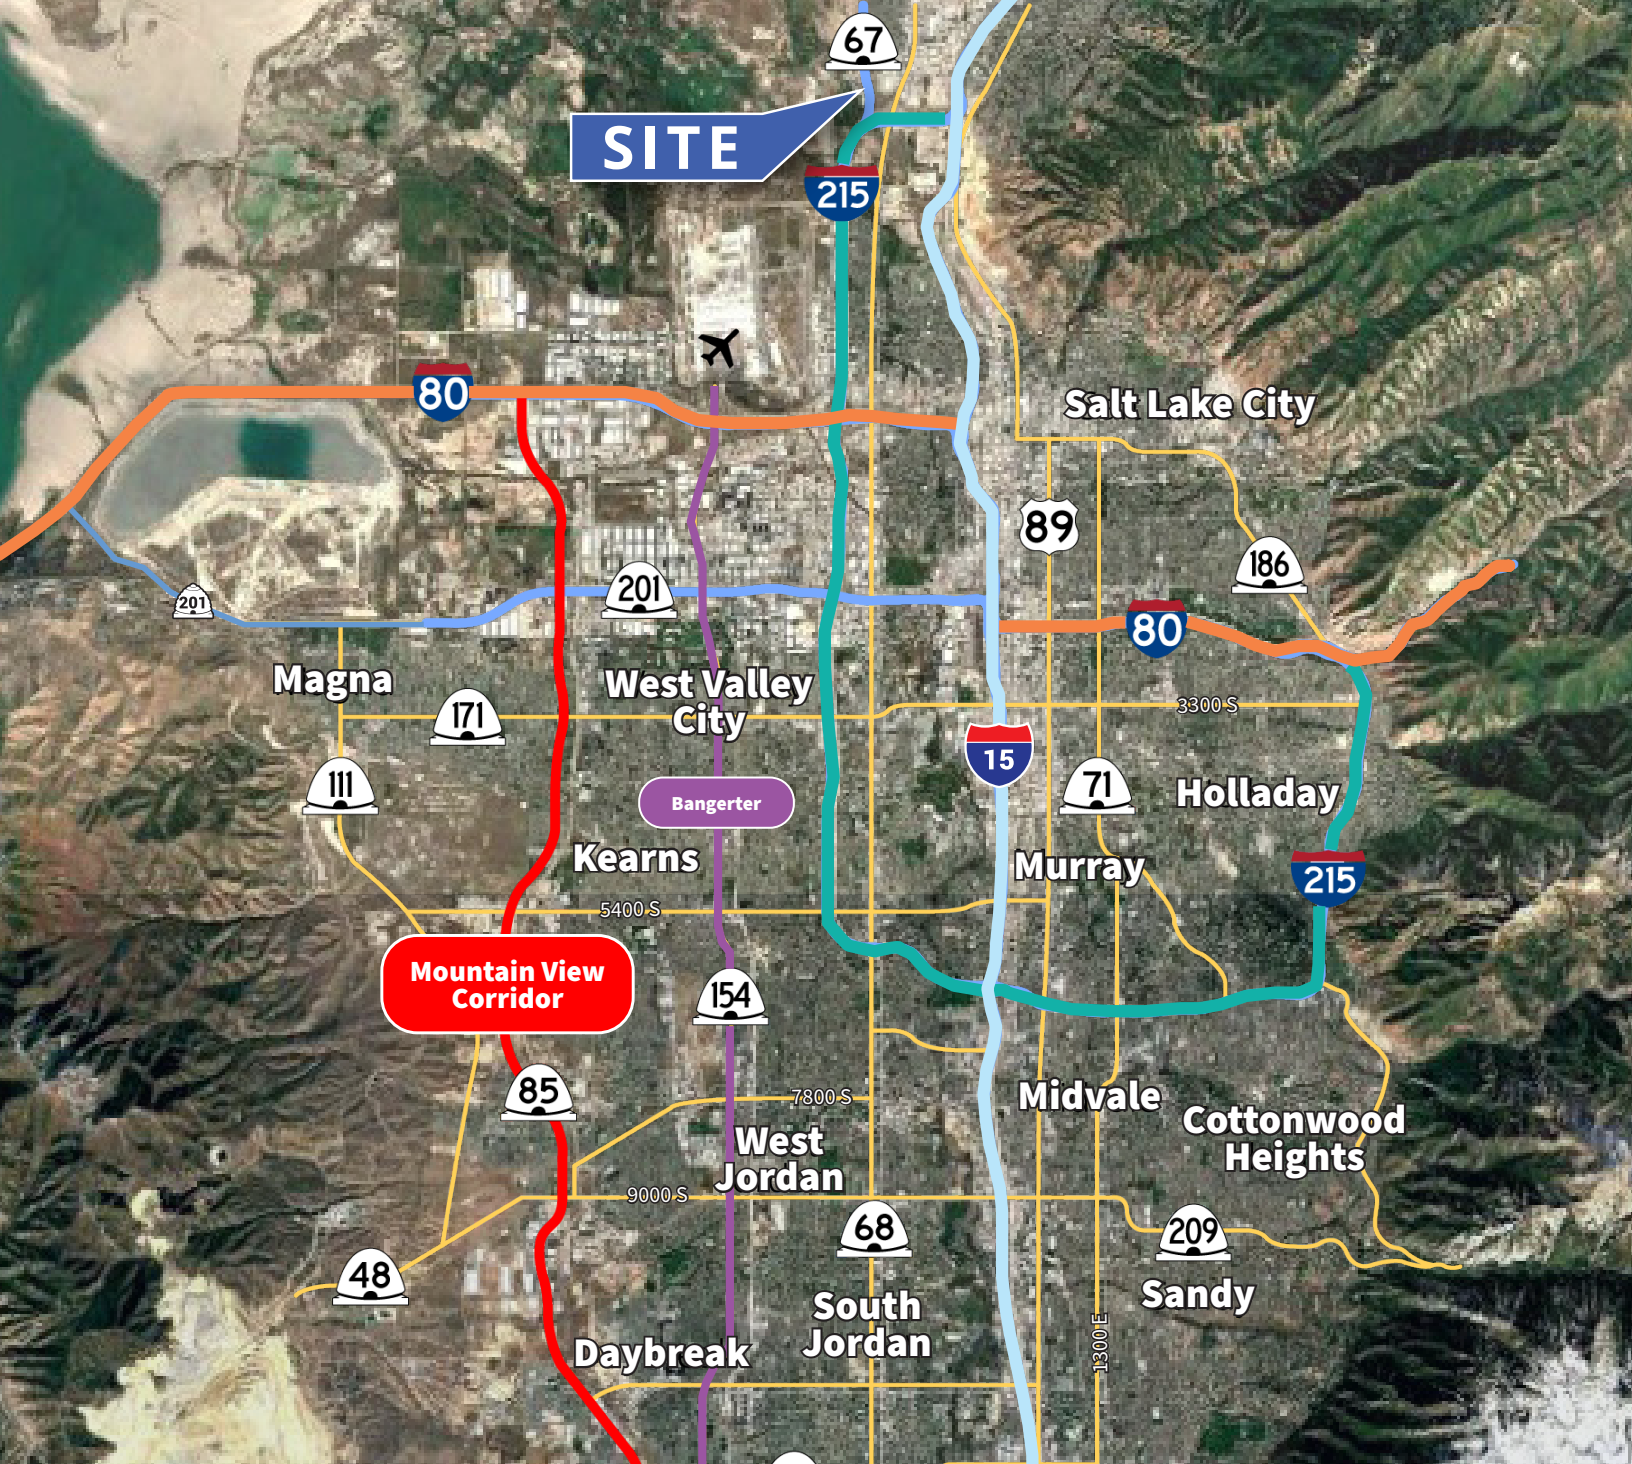 67
SITE
215
80
Salt Lake City
89
186
201
201
80
Magna
West Valley
City
171
3300 S
15
111
71
Holladay
Bangerter
Kearns
Murray
215
5400 S
Mountain View
Corridor
154
85
7800 S
Midvale
Cottonwood
Heights
West
Jordan
9000 S
68
209
48
Sandy
South
Jordan
Daybreak
1300 E